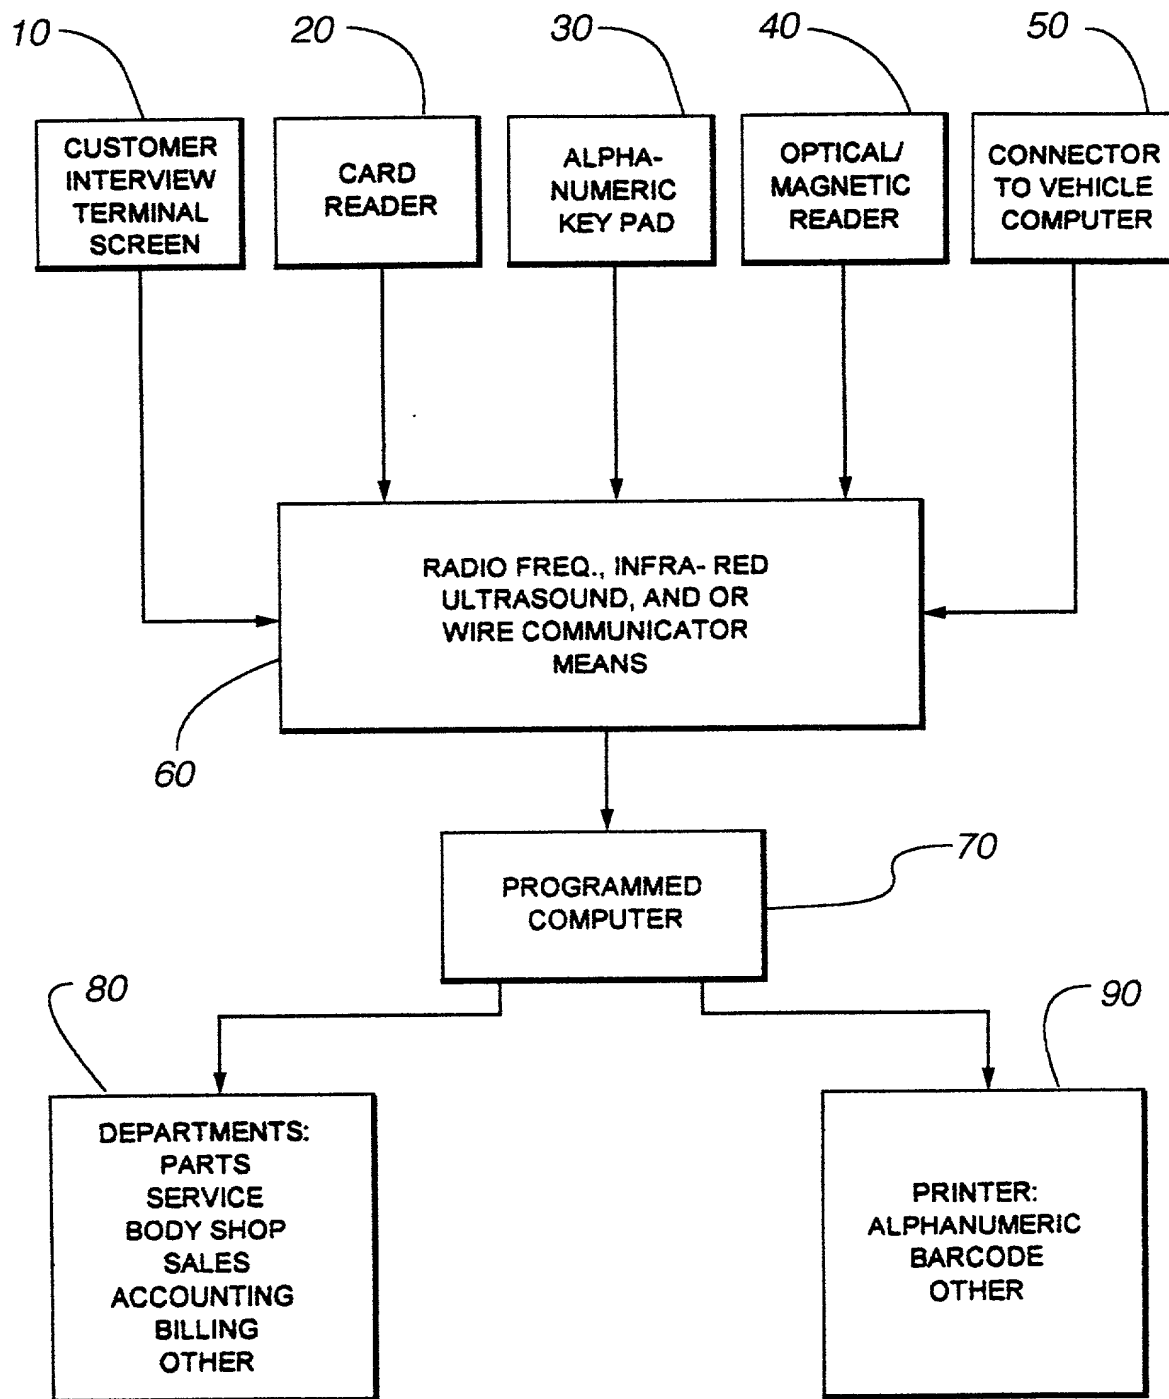 10
20
30
40
50
CUSTOMER
INTERVIEW
TERMINAL
SCREEN
CARD
READER
ALPHA-
NUMERIC
KEY PAD
OPTICAL/
MAGNETIC
READER
CONNECTOR
TO VEHICLE
COMPUTER
RADIO FREQ., INFRA- RED
ULTRASOUND, AND OR
WIRE COMMUNICATOR
MEANS
60
PROGRAMMED
COMPUTER
70
80
DEPARTMENTS:
PARTS
SERVICE
BODY SHOP
SALES
ACCOUNTING
BILLING
OTHER
90
PRINTER:
ALPHANUMERIC
BARCODE
OTHER